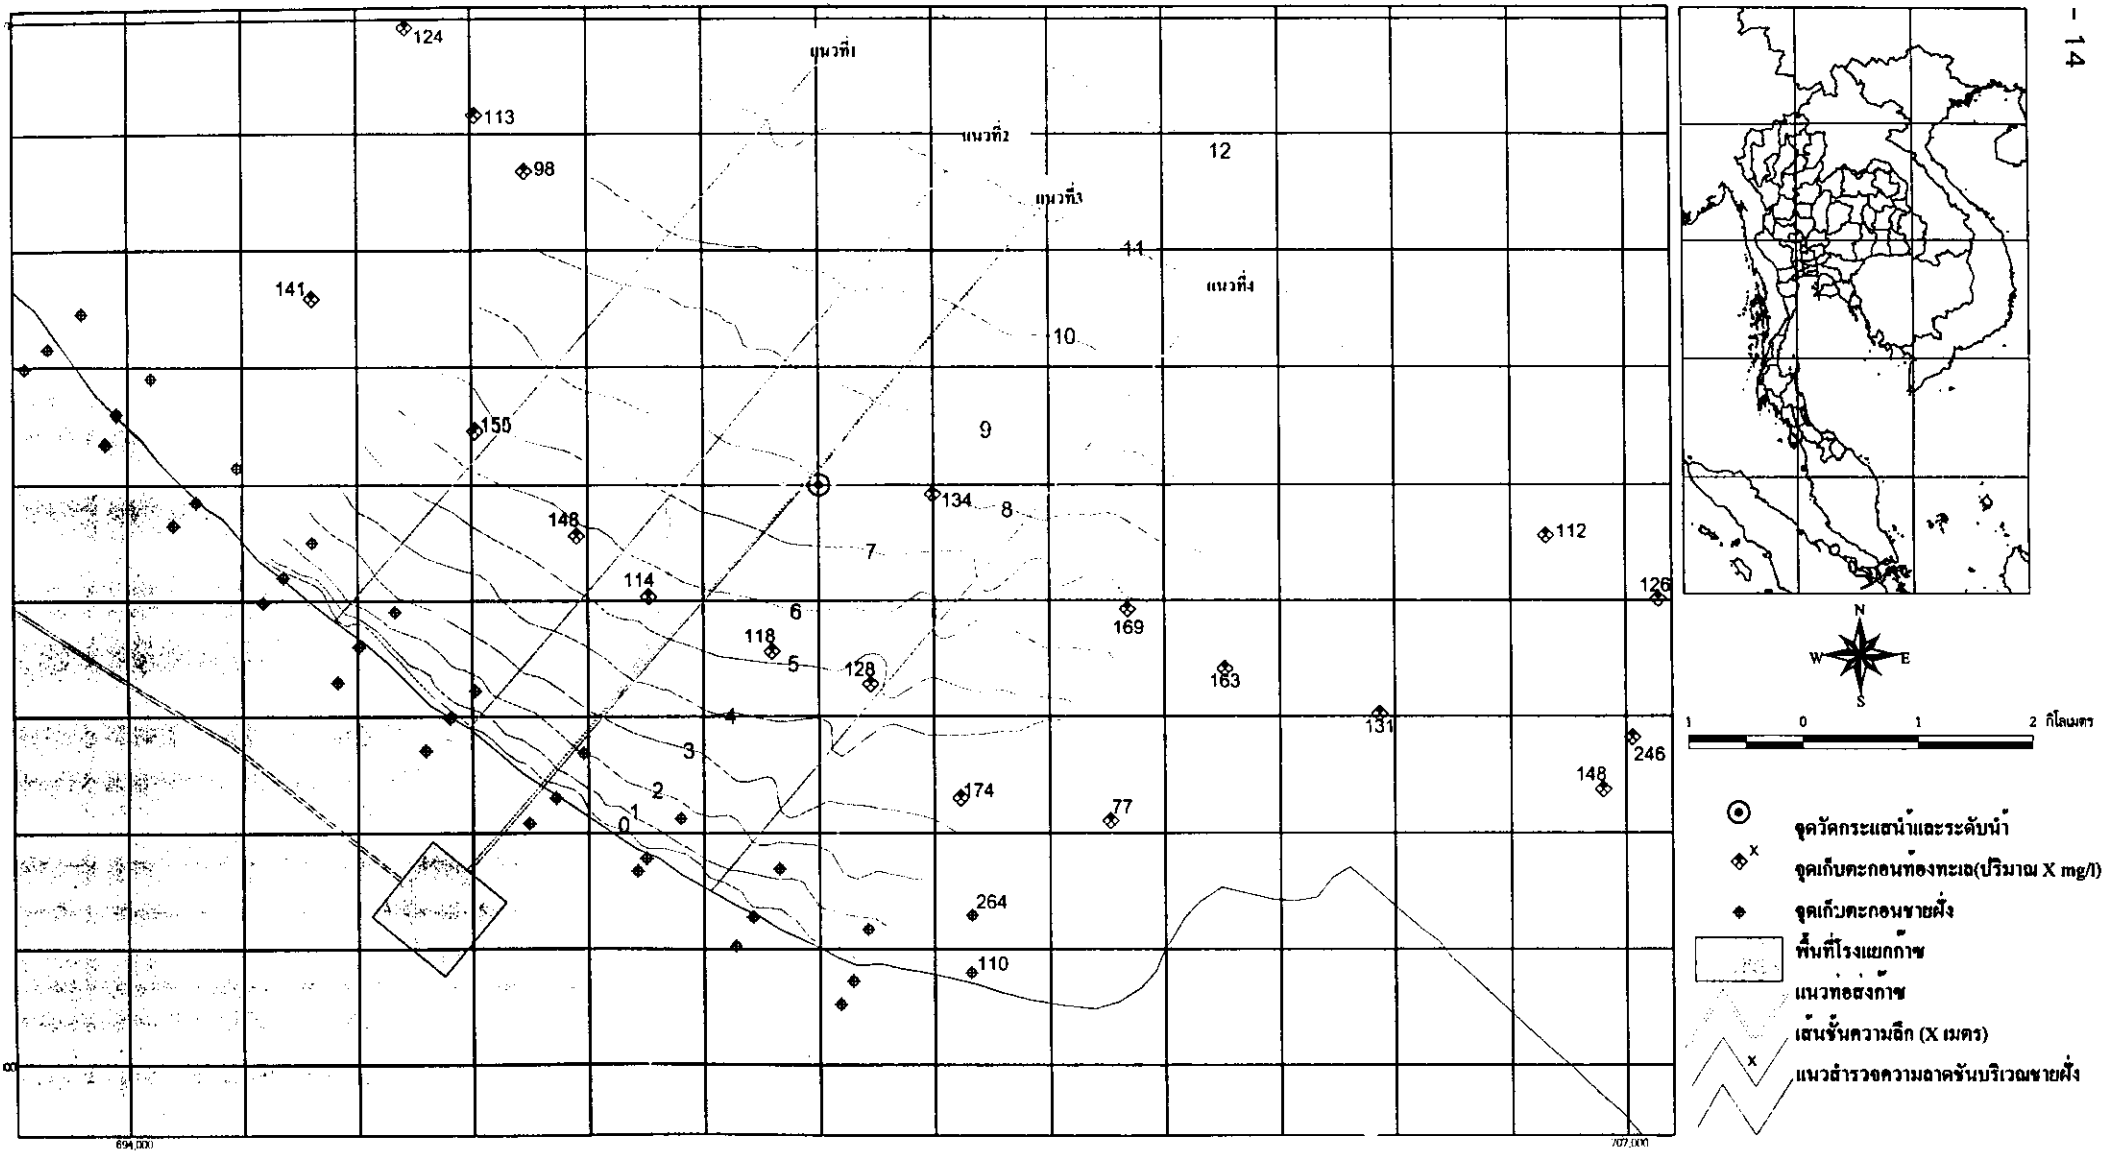 - 14
124
แนวที่1
113
แนวที่2
12
98
แนวที่3
11
141
แนวที่4
10
155
9
134
8
148
112
7
114
126
6
169
118
5
128
163
4
131
246
3
148
2
174
77
1
0
264
110
694,000
707,000
N
W
E
S
1 0 1 2 กิโลเมตร
จุดวัดกระแสน้ำและระดับน้ำ
X
จุดเก็บตะกอนท้องทะเล(ปริมาณ X mg/l)
จุดเก็บตะกอนชายฝั่ง
พื้นที่โรงแยกก๊าซ
แนวท่อส่งก๊าซ
เส้นชั้นความลึก (X เมตร)
X
แนวสำรวจความลาดชันบริเวณชายฝั่ง